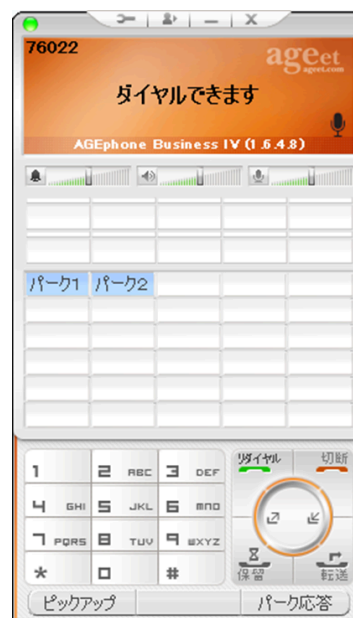 X
76022
ageet
ageet.com
ダイヤルできます
AGEphone Business IV (1.6.4.8)
パーク1 パーク2
リダイヤル 切断
1 2 ABC 3 DEF
4 GHI 5 JKL 6 MNO
7 PQRS 8 TUV 9 WXYZ
* 0 #
保留 転送
ピックアップ パーク応答